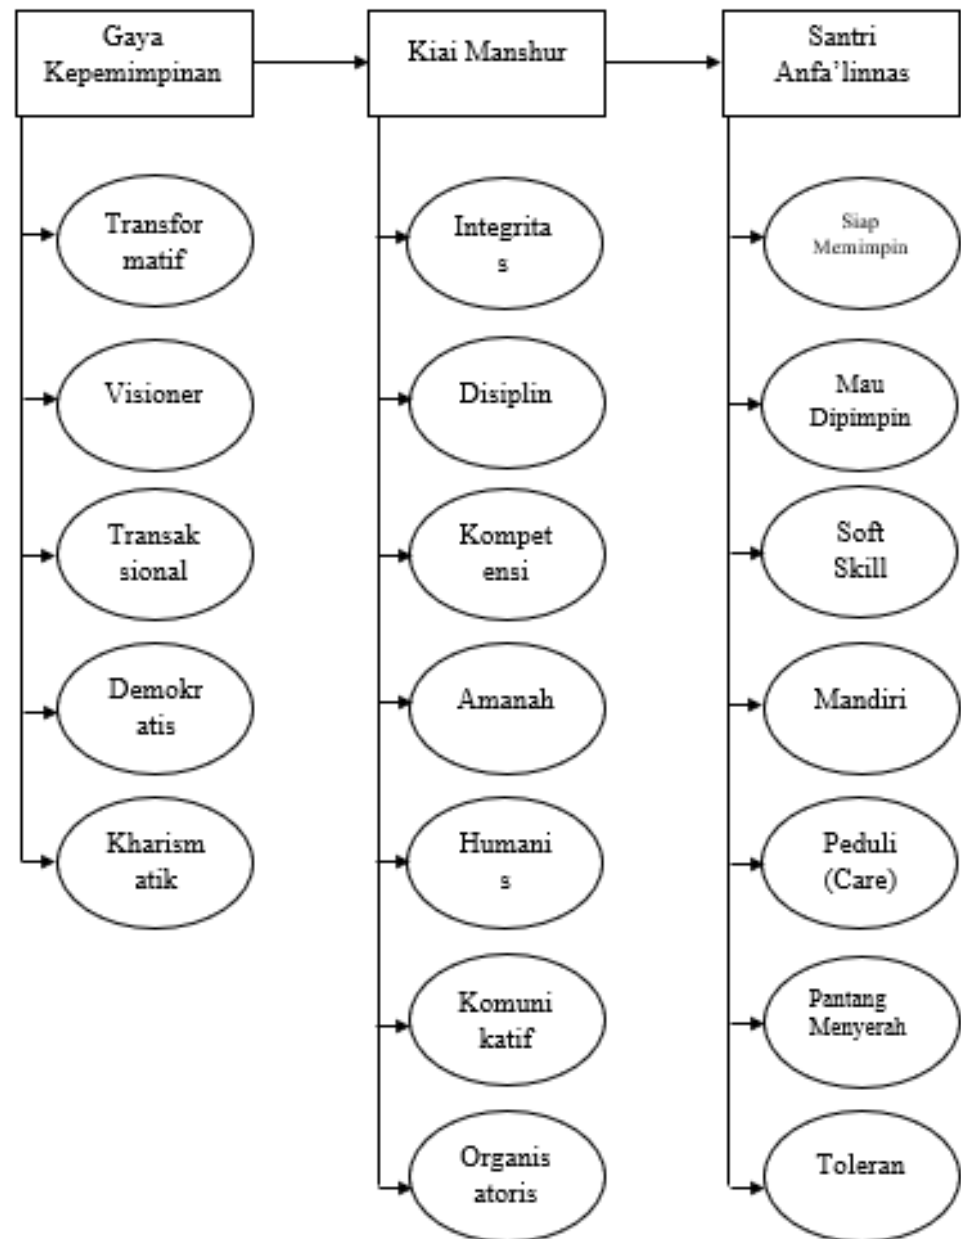 Gaya
Kepemimpinan
Kiai Manshur
Santri
Anfa'linnas
Transfor
matif
Visioner
Transak
sional
Demokr
atis
Kharism
atik
Integrita
s
Disiplin
Kompet
ensi
Amanah
Humani
s
Komuni
katif
Organis
atoris
Siap
Memimpin
Mau
Dipimpin
Soft
Skill
Mandiri
Peduli
(Care)
Pantang
Menyerah
Toleran